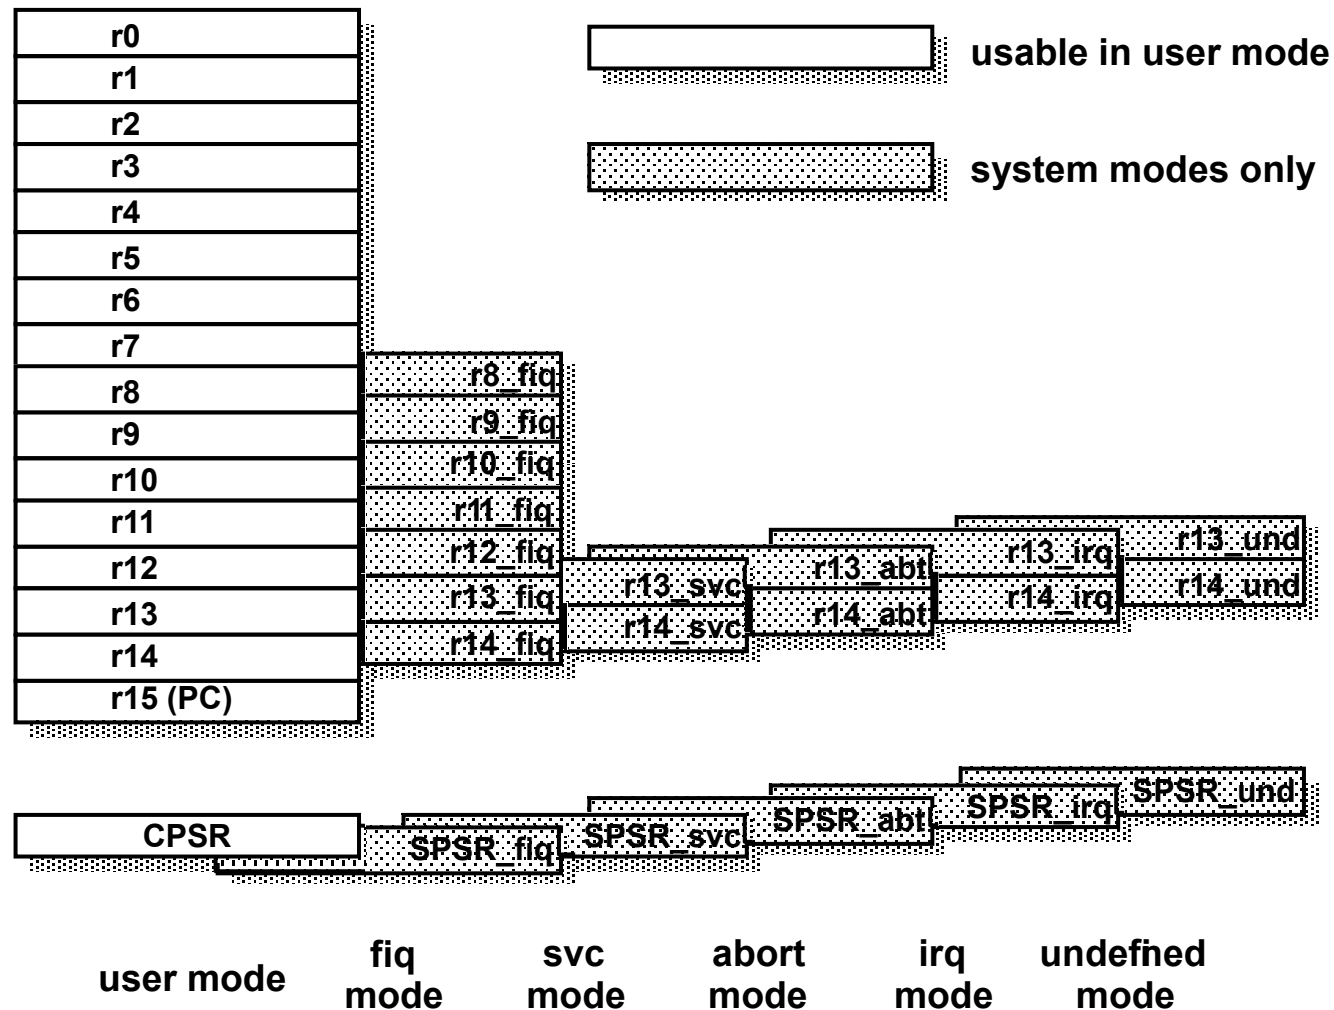 r0
r1
r2
r3
r4
r5
r6
r7
r8
r9
r10
r11
r12
r13
r14
r15 (PC)
usable in user mode
system modes only
r8_fiq
r9_fiq
r10_fiq
r11_fiq
r12_fiq
r13_fiq
r14_fiq
r13_svc
r14_svc
r13_abt
r14_abt
r13_irq
r14_irq
r13_und
r14_und
CPSR
SPSR_fiq
SPSR_svc
SPSR_abt
SPSR_irq
SPSR_und
user mode
fiq
mode
svc
mode
abort
mode
irq
mode
undefined
mode